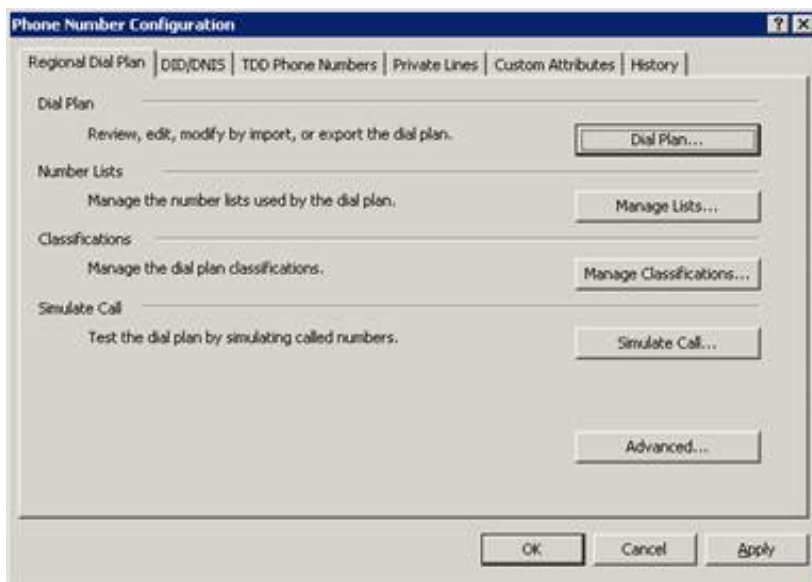 Phone Number Configuration
Regional Dial Plan DID/DNIS TDD Phone Numbers Private Lines Custom Attributes History
Dial Plan
Review, edit, modify by import, or export the dial plan. Dial Plan...
Number Lists
Manage the number lists used by the dial plan. Manage Lists...
Classifications
Manage the dial plan classifications. Manage Classifications...
Simulate Call
Test the dial plan by simulating called numbers. Simulate Call...
Advanced...
OK Cancel Apply